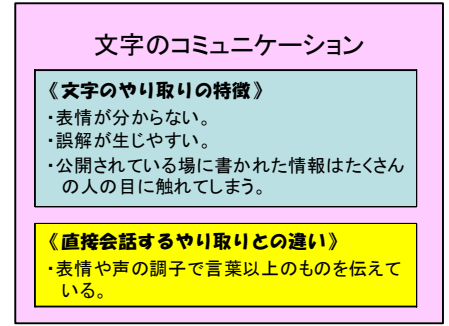 文字のコミュニケーション
《文字のやり取りの特徴》
・表情が分からない。
・誤解が生じやすい。
・公開されている場に書かれた情報はたくさん
の人の目に触れてしまう。
《直接会話するやり取りとの違い》
・表情や声の調子で言葉以上のものを伝えて
いる。